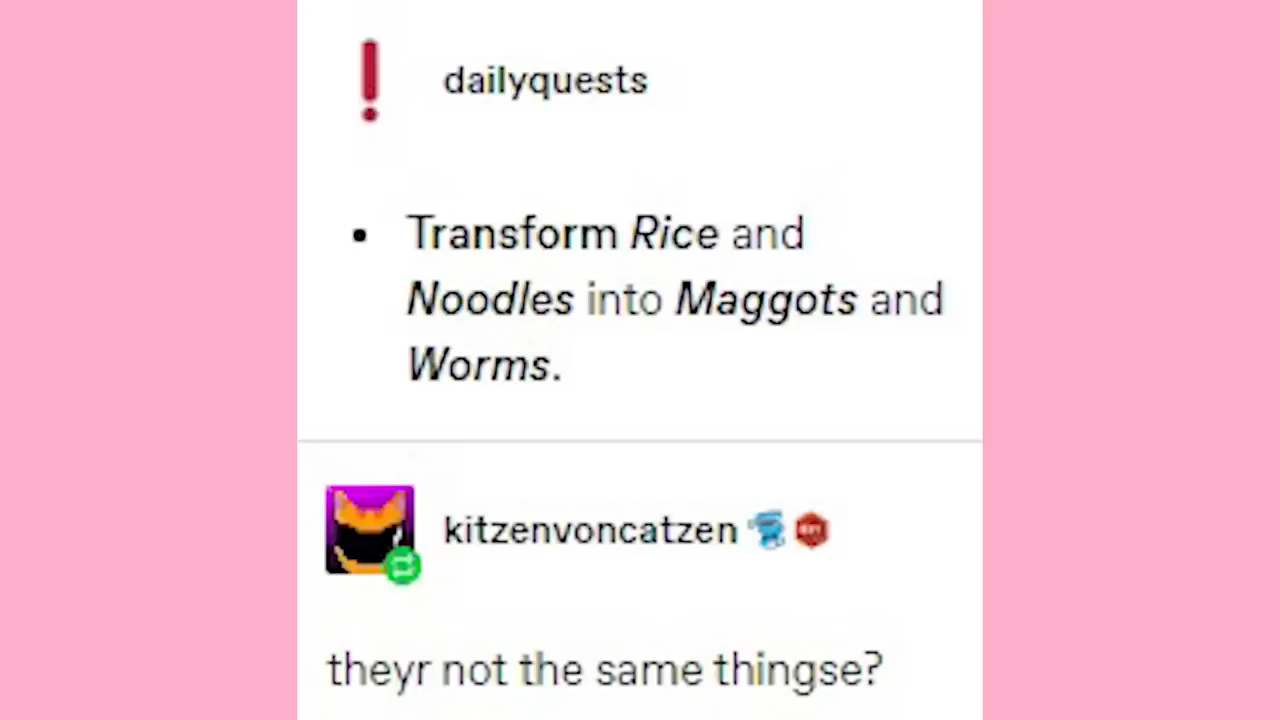 dailyquests
• Transform Rice and
Noodles into Maggots and
Worms.
kitzenvoncatzen
theyr not the same thingse?